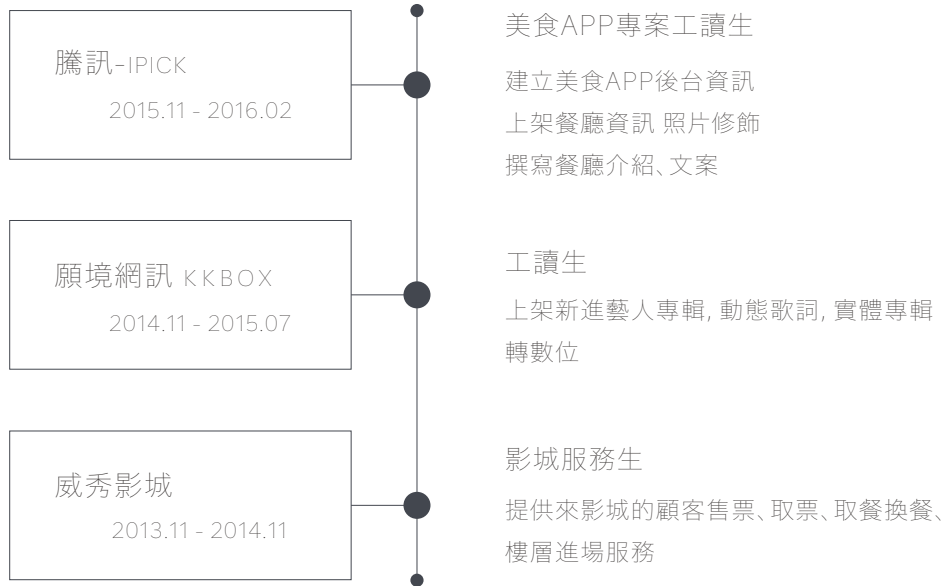 騰訊-IPICK
2015.11 - 2016.02
美食APP專案工讀生
建立美食APP後台資訊
上架餐廳資訊 照片修飾
撰寫餐廳介紹、文案
願境網訊 KKBOX
2014.11 - 2015.07
工讀生
上架新進藝人專輯, 動態歌詞, 實體專輯
轉數位
威秀影城
2013.11 - 2014.11
影城服務生
提供來影城的顧客售票、取票、取餐換餐、
樓層進場服務